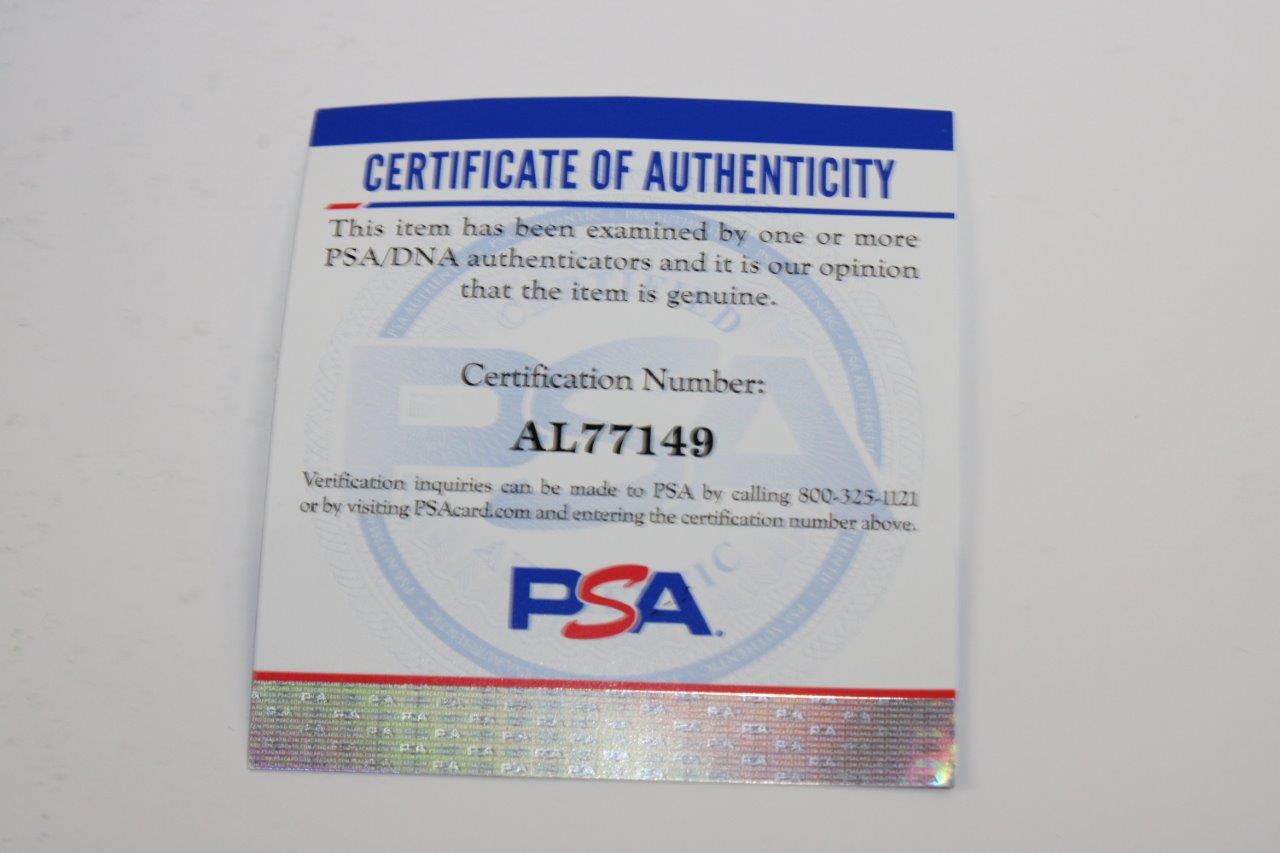 CERTIFICATE OF AUTHENTICITY
This item has been examined by one or more
PSA/DNA authenticators and it is our opinion
that the item is genuine.
CERTIFIED
PSA
Certification Number:
AL77149
Verification inquiries can be made to PSA by calling 800-325-1121
or by visiting PSAcard.com and entering the certification number above.
PSA